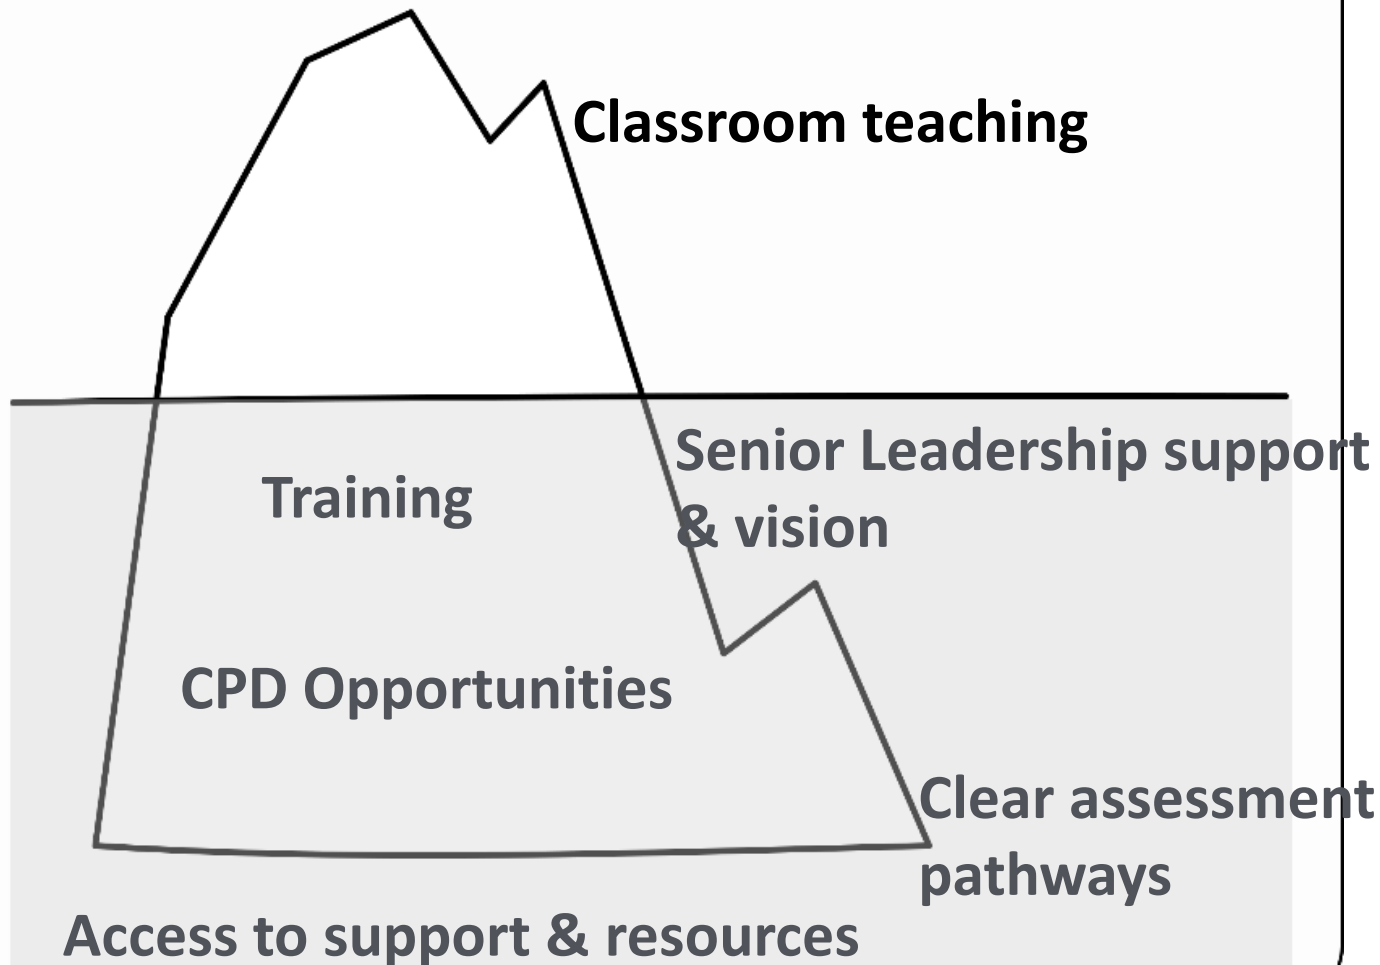 Classroom teaching
Senior Leadership support
& vision
Training
CPD Opportunities
Clear assessment
pathways
Access to support & resources